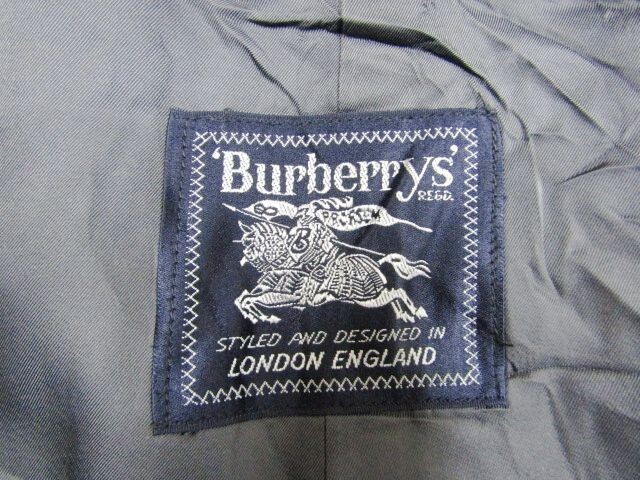 'Burberrys'
REGD.
PRORSUM
B
STYLED AND DESIGNED IN
LONDON ENGLAND